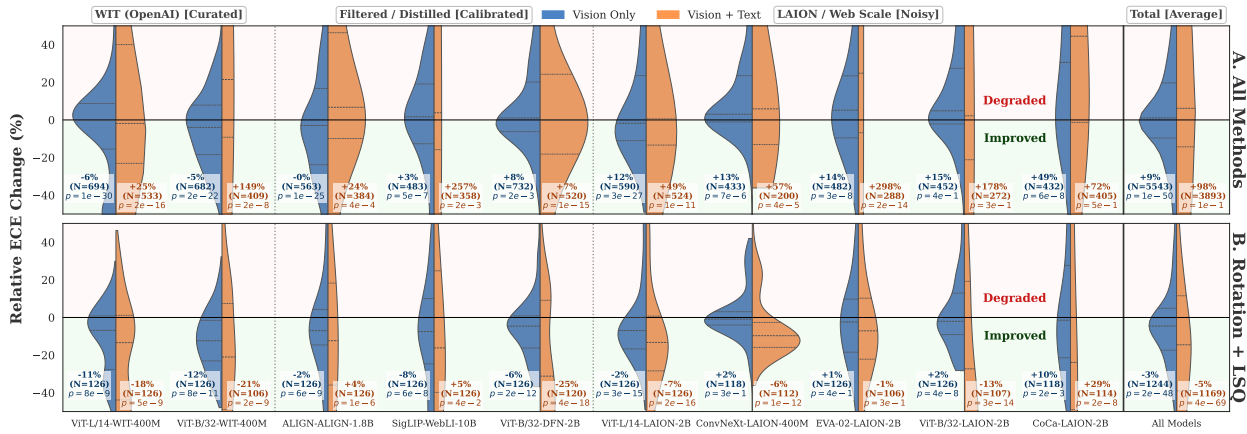 WIT (OpenAI) [Curated] Filtered / Distilled [Calibrated] Vision Only Vision + Text LAION / Web Scale [Noisy] Total [Average]
Relative ECE Change (%)
A. All Methods
40
20
0
−20
−40
Degraded
Improved
-6%
(N=694)
p = 1e−30
+25%
(N=533)
p = 2e−16
-5%
(N=682)
p = 2e−22
+149%
(N=409)
p = 2e−8
-0%
(N=563)
p = 1e−25
+24%
(N=384)
p = 4e−4
+3%
(N=483)
p = 5e−7
+257%
(N=358)
p = 2e−3
+8%
(N=732)
p = 2e−3
+7%
(N=520)
p = 1e−15
+12%
(N=590)
p = 3e−27
+49%
(N=524)
p = 1e−11
+13%
(N=433)
p = 7e−6
+57%
(N=200)
p = 4e−5
+14%
(N=482)
p = 3e−8
+298%
(N=288)
p = 2e−14
+15%
(N=452)
p = 4e−1
+178%
(N=272)
p = 3e−1
+49%
(N=432)
p = 6e−8
+72%
(N=405)
p = 5e−1
+9%
(N=5543)
p = 1e−50
+98%
(N=3893)
p = 1e−1
B. Rotation + LSQ
40
20
0
−20
−40
Degraded
Improved
-11%
(N=126)
p = 8e−9
-18%
(N=126)
p = 5e−9
-12%
(N=126)
p = 8e−11
-21%
(N=106)
p = 2e−9
-2%
(N=126)
p = 6e−9
+4%
(N=126)
p = 1e−6
-8%
(N=126)
p = 6e−8
+5%
(N=126)
p = 4e−2
-6%
(N=126)
p = 2e−12
-25%
(N=120)
p = 4e−18
-2%
(N=126)
p = 3e−15
-7%
(N=126)
p = 2e−16
+2%
(N=118)
p = 3e−1
-6%
(N=112)
p = 1e−12
+1%
(N=126)
p = 4e−1
-1%
(N=106)
p = 3e−1
+2%
(N=126)
p = 4e−8
-13%
(N=107)
p = 3e−14
+10%
(N=118)
p = 2e−3
+29%
(N=114)
p = 2e−8
-3%
(N=1244)
p = 2e−48
-5%
(N=1169)
p = 4e−69
ViT-L/14-WIT-400M ViT-B/32-WIT-400M ALIGN-ALIGN-1.8B SigLIP-WebLI-10B ViT-B/32-DFN-2B ViT-L/14-LAION-2B ConvNeXt-LAION-400M EVA-02-LAION-2B ViT-B/32-LAION-2B CoCa-LAION-2B All Models